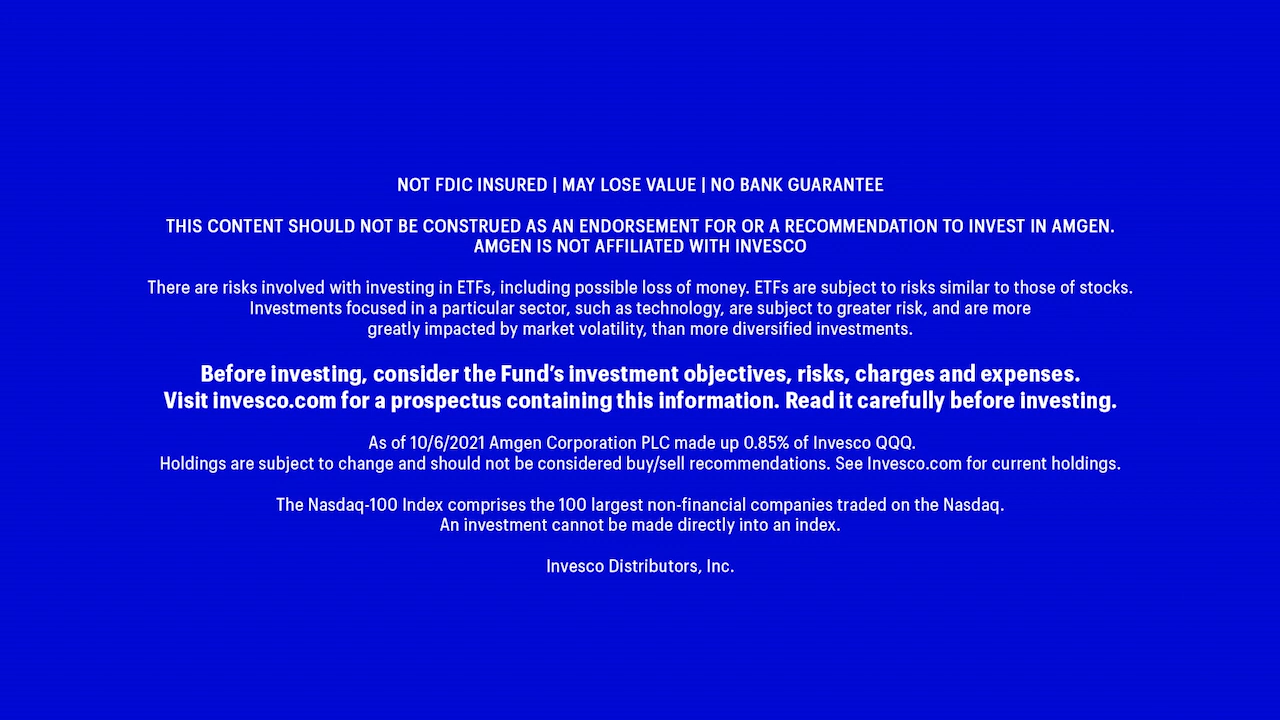 NOT FDIC INSURED | MAY LOSE VALUE | NO BANK GUARANTEE
THIS CONTENT SHOULD NOT BE CONSTRUED AS AN ENDORSEMENT FOR OR A RECOMMENDATION TO INVEST IN AMGEN.
AMGEN IS NOT AFFILIATED WITH INVESCO
There are risks involved with investing in ETFs, including possible loss of money. ETFs are subject to risks similar to those of stocks.
Investments focused in a particular sector, such as technology, are subject to greater risk, and are more
greatly impacted by market volatility, than more diversified investments.
Before investing, consider the Fund’s investment objectives, risks, charges and expenses.
Visit invesco.com for a prospectus containing this information. Read it carefully before investing.
As of 10/6/2021 Amgen Corporation PLC made up 0.85% of Invesco QQQ.
Holdings are subject to change and should not be considered buy/sell recommendations. See Invesco.com for current holdings.
The Nasdaq-100 Index comprises the 100 largest non-financial companies traded on the Nasdaq.
An investment cannot be made directly into an index.
Invesco Distributors, Inc.